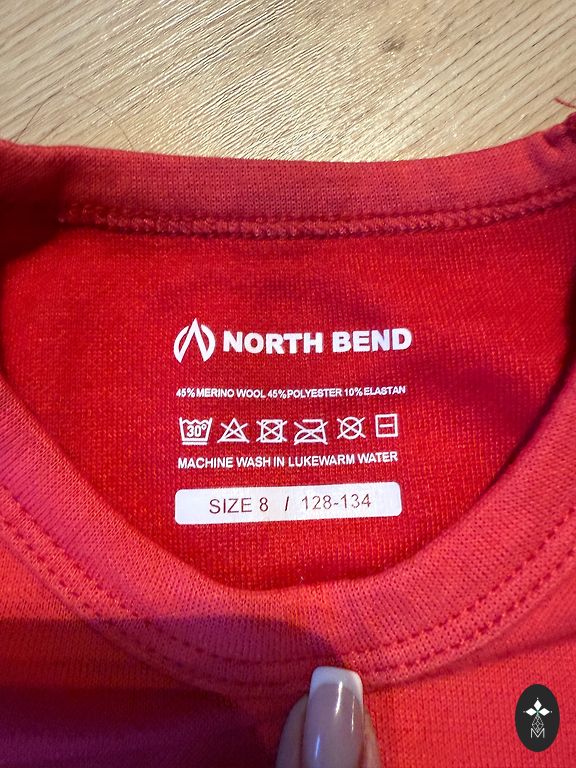 NORTH BEND
45% MERINO WOOL 45% POLYESTER 10% ELASTAN
30°
MACHINE WASH IN LUKEWARM WATER
SIZE 8 / 128-134
M